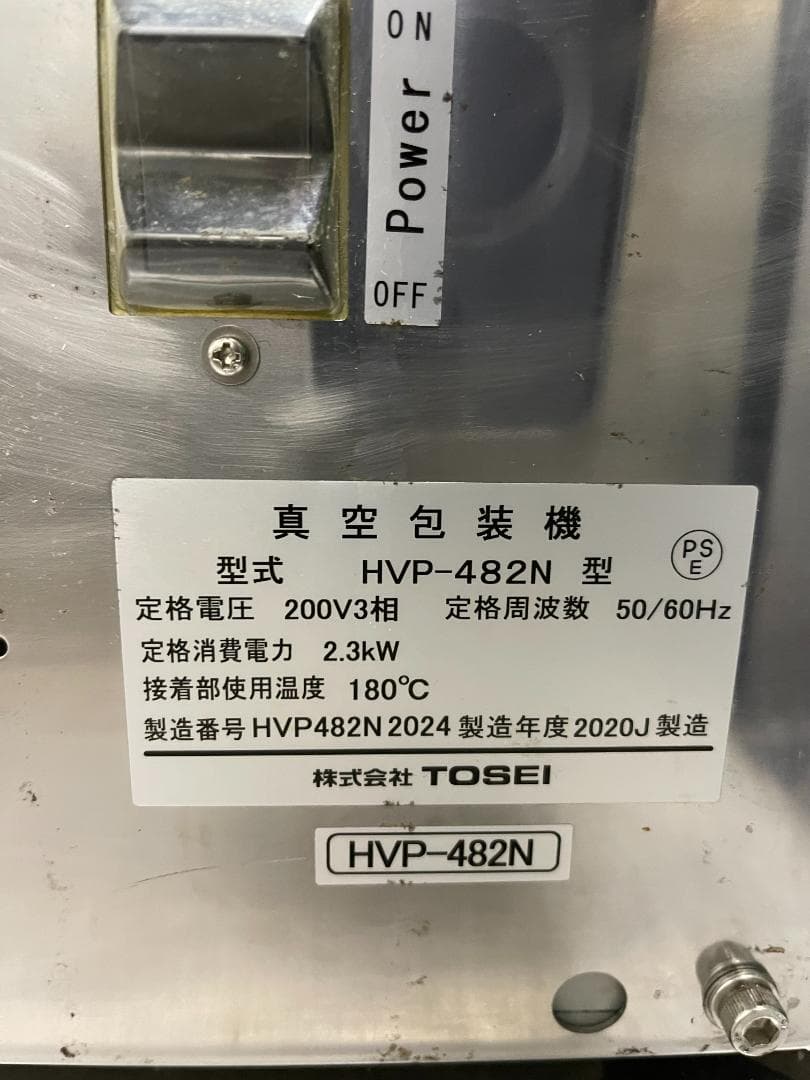 ON
Power
OFF
真空包装機
型式 HVP-482N 型
PS
E
定格電圧 200V3相 定格周波数 50/60Hz
定格消費電力 2.3kW
接着部使用温度 180℃
製造番号 HVP482N 2024 製造年度 2020J 製造
株式会社 TOSEI
HVP-482N